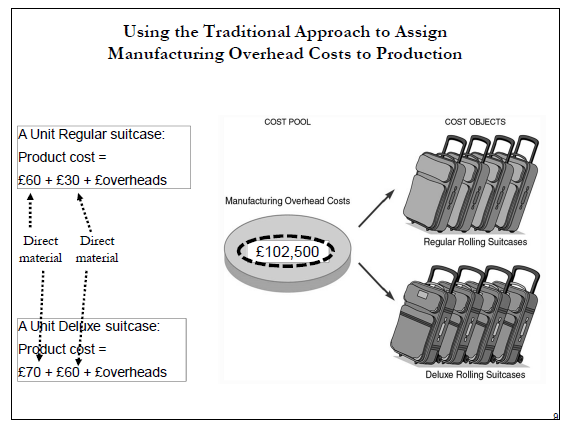 Using the Traditional Approach to Assign
Manufacturing Overhead Costs to Production
A Unit Regular suitcase:
Product cost =
£60 + £30 + £overheads
Direct
material
Direct
material
A Unit Deluxe suitcase:
Product cost =
£70 + £60 + £overheads
COST POOL
Manufacturing Overhead Costs
£102,500
COST OBJECTS
Regular Rolling Suitcases
Deluxe Rolling Suitcases
9